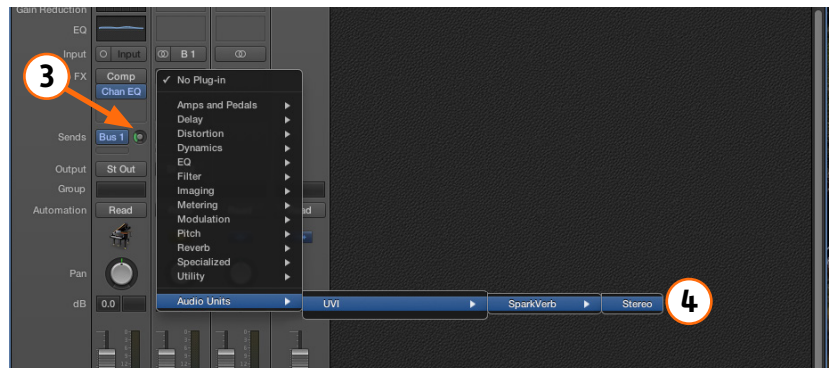 Gain Reduction
EQ
Input Input B 1
FX Comp
Chan EQ
3
Sends Bus 1
Output St Out
Group
Automation Read
Pan
dB 0.0
✓ No Plug-in
Amps and Pedals
Delay
Distortion
Dynamics
EQ
Filter
Imaging
Metering
Modulation
Pitch
Reverb
Specialized
Utility
Audio Units UVI SparkVerb Stereo 4